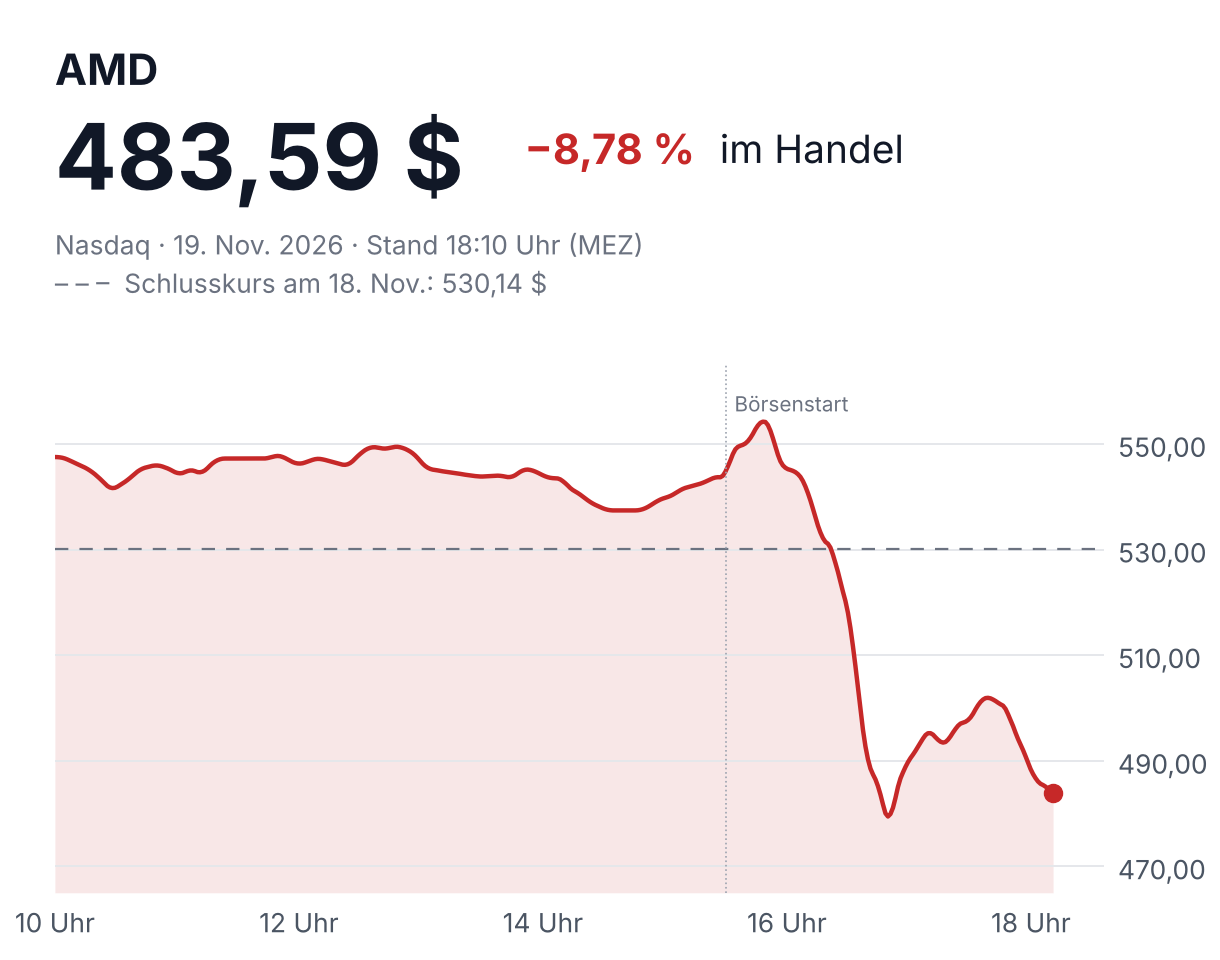 AMD
483,59 $ −8,78 % im Handel
Nasdaq · 19. Nov. 2026 · Stand 18:10 Uhr (MEZ)
– – – Schlusskurs am 18. Nov.: 530,14 $
Börsenstart
550,00
530,00
510,00
490,00
470,00
10 Uhr 12 Uhr 14 Uhr 16 Uhr 18 Uhr